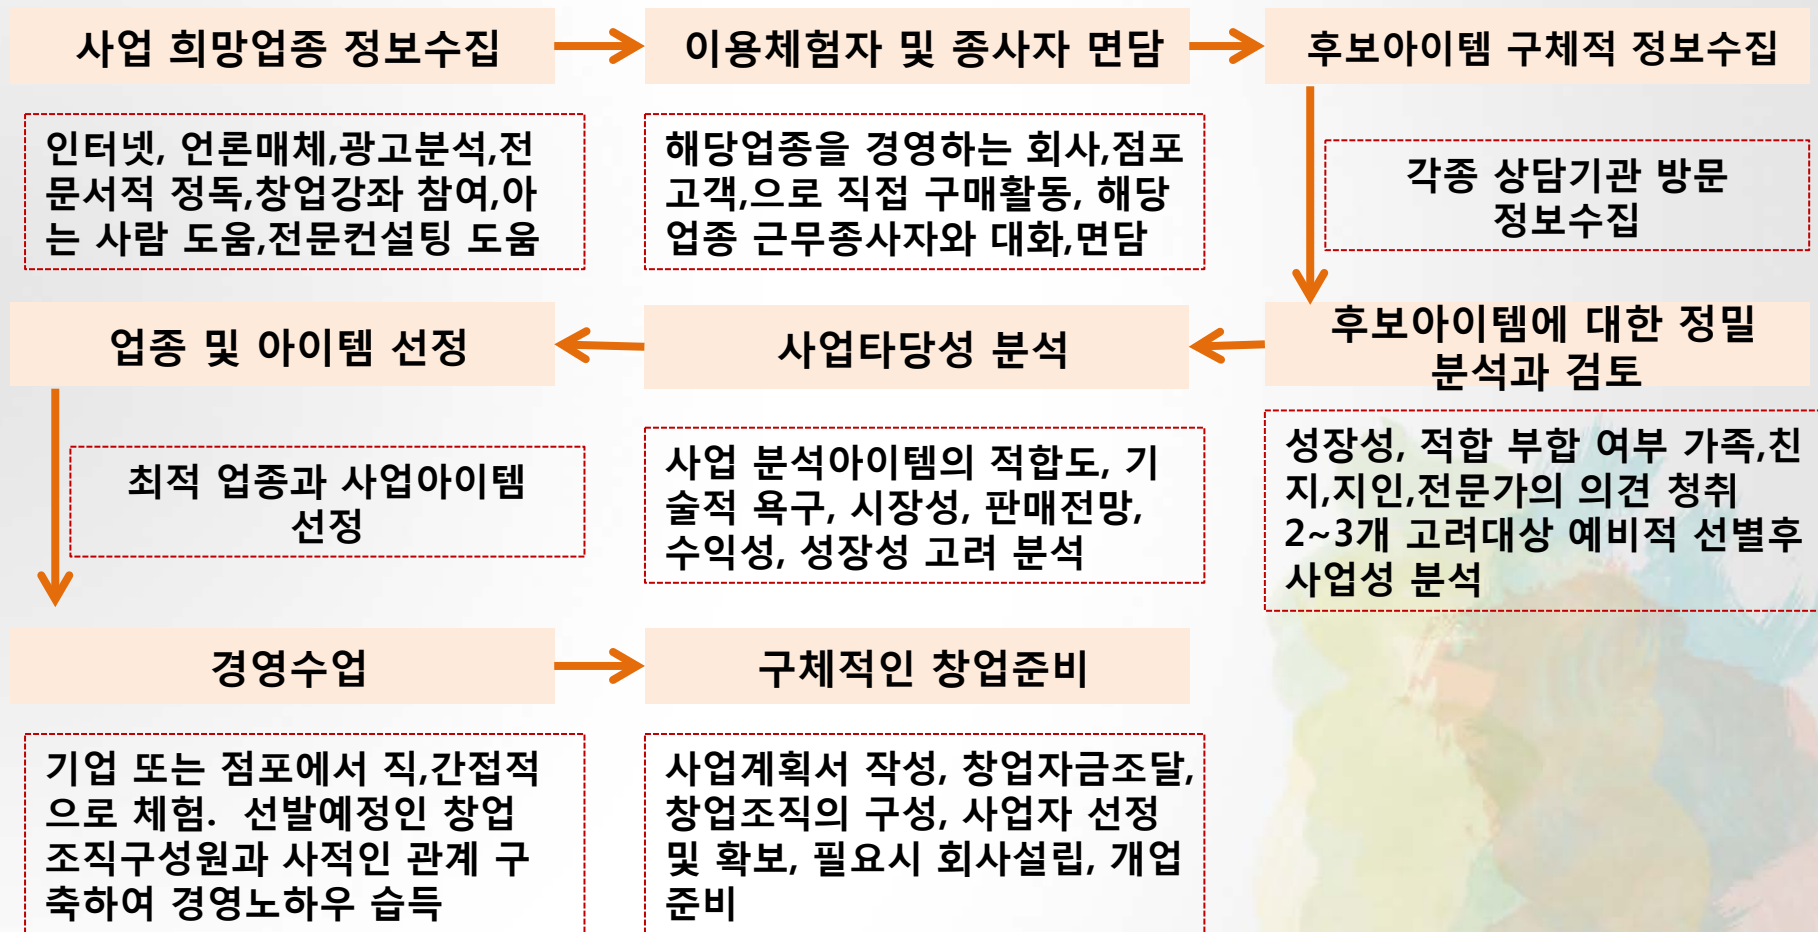 사업 희망업종 정보수집
이용체험자 및 종사자 면담
후보아이템 구체적 정보수집
인터넷, 언론매체,광고분석,전
문서적 정독,창업강좌 참여,아
는 사람 도움,전문컨설팅 도움
해당업종을 경영하는 회사,점포
고객,으로 직접 구매활동, 해당
업종 근무종사자와 대화,면담
각종 상담기관 방문
정보수집
후보아이템에 대한 정밀
분석과 검토
사업타당성 분석
업종 및 아이템 선정
성장성, 적합 부합 여부 가족,친
지,지인,전문가의 의견 청취
2~3개 고려대상 예비적 선별후
사업성 분석
사업 분석아이템의 적합도, 기
술적 욕구, 시장성, 판매전망,
수익성, 성장성 고려 분석
최적 업종과 사업아이템
선정
경영수업
구체적인 창업준비
기업 또는 점포에서 직,간접적
으로 체험. 선발예정인 창업
조직구성원과 사적인 관계 구
축하여 경영노하우 습득
사업계획서 작성, 창업자금조달,
창업조직의 구성, 사업자 선정
및 확보, 필요시 회사설립, 개업
준비